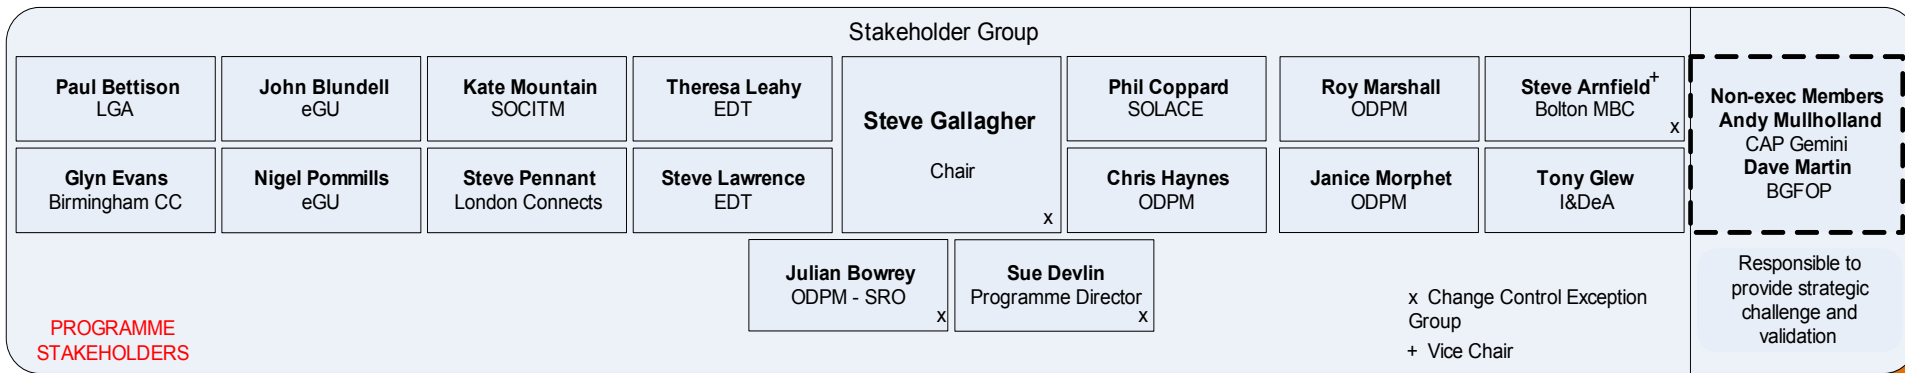 Stakeholder Group
Paul Bettison
LGA
John Blundell
eGU
Kate Mountain
SOCITM
Theresa Leahy
EDT
Steve Gallagher
Chair
x
Phil Coppard
SOLACE
Roy Marshall
ODPM
Steve Arnfield+
Bolton MBC
x
Glyn Evans
Birmingham CC
Nigel Pommills
eGU
Steve Pennant
London Connects
Steve Lawrence
EDT
Chris Haynes
ODPM
Janice Morphet
ODPM
Tony Glew
I&DeA
Julian Bowrey
ODPM - SRO
x
Sue Devlin
Programme Director
x
Non-exec Members
Andy Mullholland
CAP Gemini
Dave Martin
BGFOP
Responsible to
provide strategic
challenge and
validation
x Change Control Exception
Group
+ Vice Chair
PROGRAMME
STAKEHOLDERS